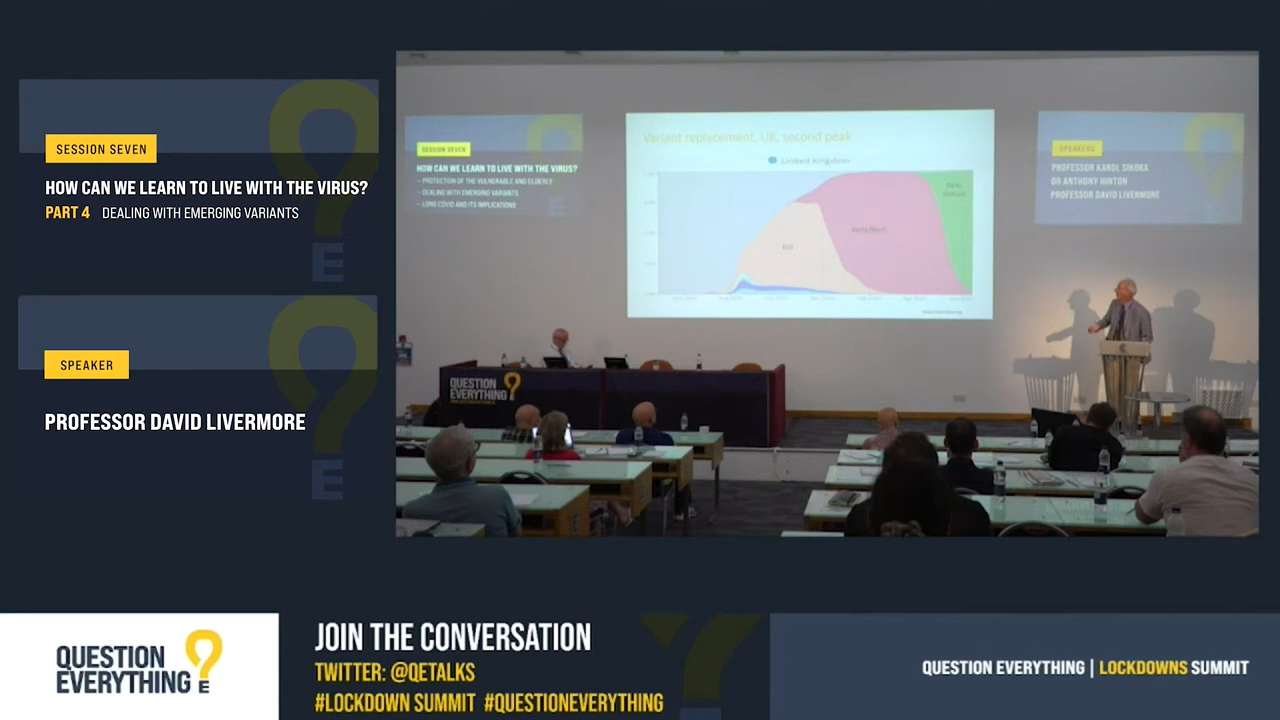 SESSION SEVEN
HOW CAN WE LEARN TO LIVE WITH THE VIRUS?
PART 4 DEALING WITH EMERGING VARIANTS
SPEAKER
PROFESSOR DAVID LIVERMORE
SESSION SEVEN
HOW CAN WE LEARN TO LIVE WITH THE VIRUS?
– PROTECTION OF THE VULNERABLE AND ELDERLY
– DEALING WITH EMERGING VARIANTS
– LONG COVID AND ITS IMPLICATIONS
Variant replacement, UK, second peak
United Kingdom
SPEAKERS
PROFESSOR KAROL SIKORA
DR ANTHONY HINTON
PROFESSOR DAVID LIVERMORE
QUESTION
EVERYTHING
QUESTION
EVERYTHING
E
JOIN THE CONVERSATION
TWITTER: @QETALKS
#LOCKDOWN SUMMIT #QUESTIONEVERYTHING
QUESTION EVERYTHING | LOCKDOWNS SUMMIT